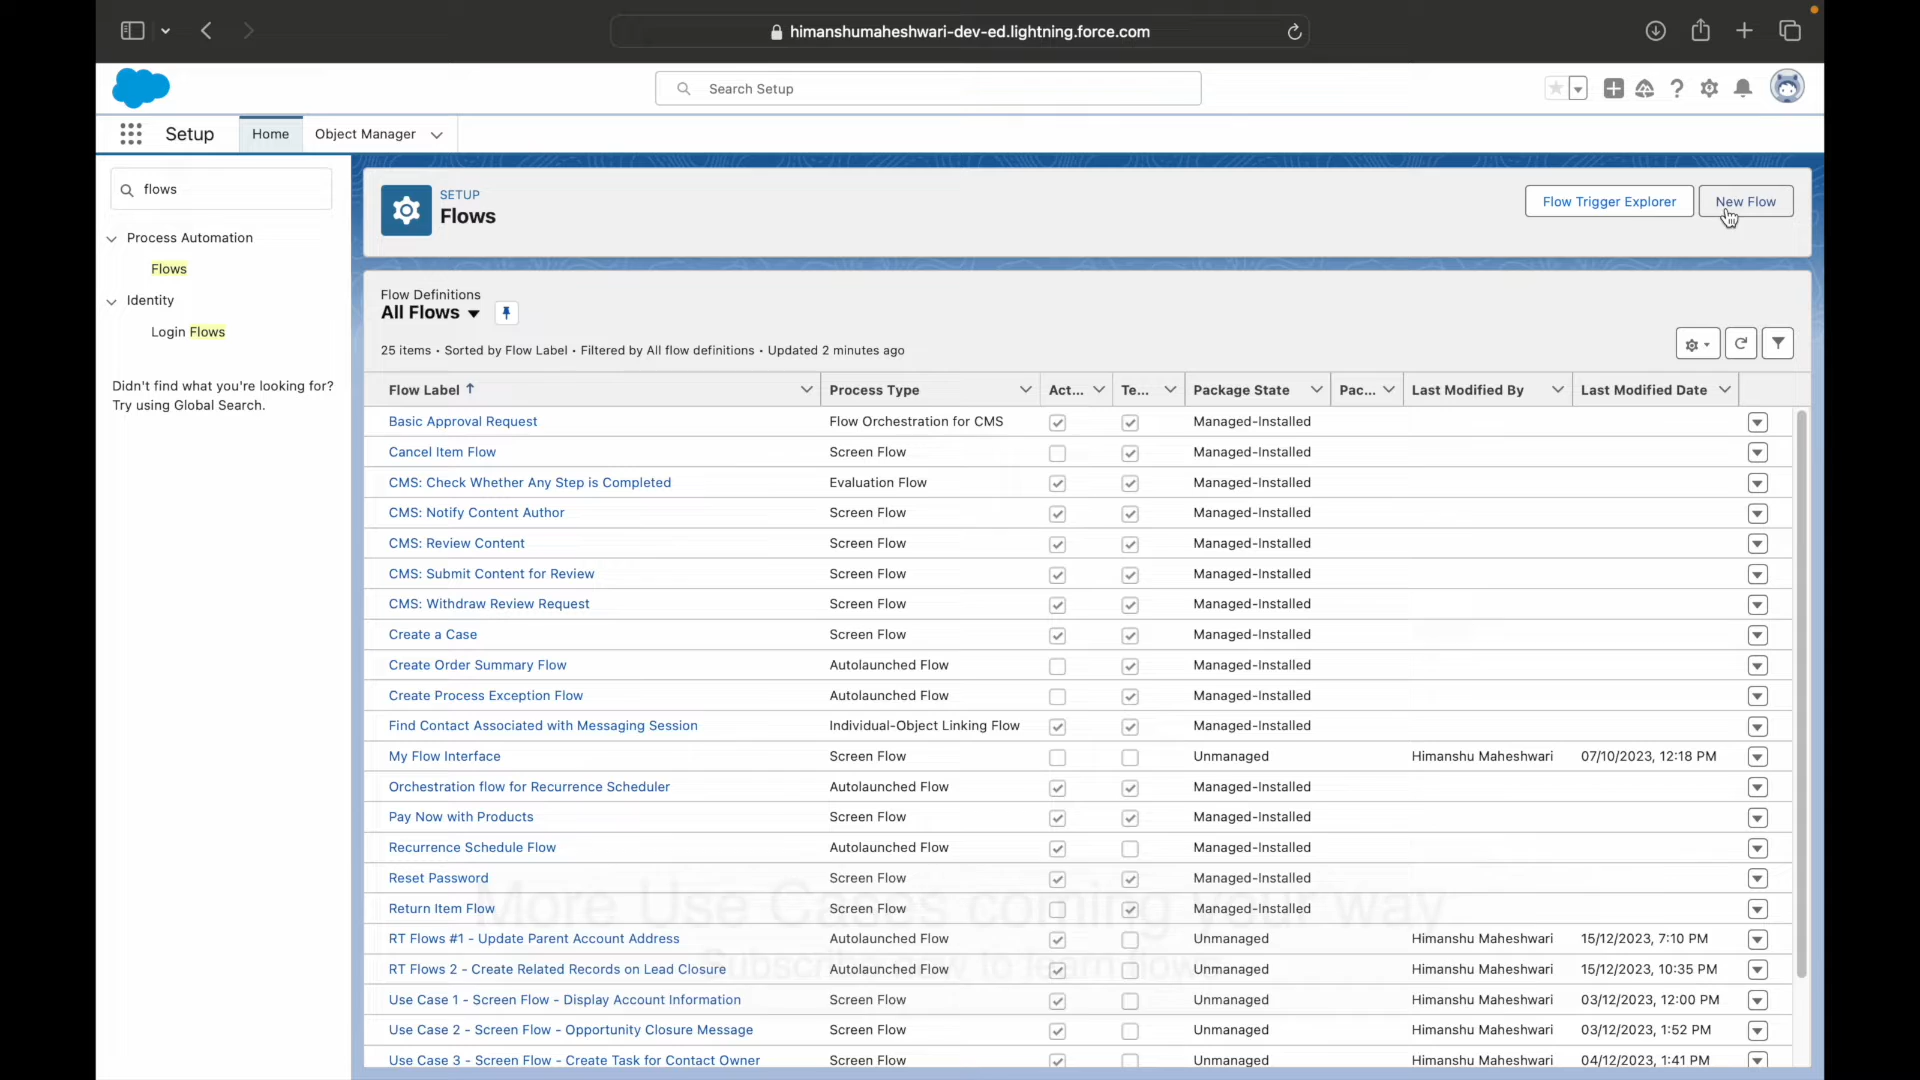 himanshumaheshwari-dev-ed.lightning.force.com
Search Setup
Setup
Home
Object Manager
flows
Process Automation
Flows
Identity
Login Flows
Didn't find what you're looking for?
Try using Global Search.
SETUP
Flows
Flow Trigger Explorer
New Flow
Flow Definitions
All Flows
25 items • Sorted by Flow Label • Filtered by All flow definitions • Updated 2 minutes ago
Flow Label Process Type Act... Te... Package State Pac... Last Modified By Last Modified Date
Basic Approval Request Flow Orchestration for CMS Managed-Installed
Cancel Item Flow Screen Flow Managed-Installed
CMS: Check Whether Any Step is Completed Evaluation Flow Managed-Installed
CMS: Notify Content Author Screen Flow Managed-Installed
CMS: Review Content Screen Flow Managed-Installed
CMS: Submit Content for Review Screen Flow Managed-Installed
CMS: Withdraw Review Request Screen Flow Managed-Installed
Create a Case Screen Flow Managed-Installed
Create Order Summary Flow Autolaunched Flow Managed-Installed
Create Process Exception Flow Autolaunched Flow Managed-Installed
Find Contact Associated with Messaging Session Individual-Object Linking Flow Managed-Installed
My Flow Interface Screen Flow Unmanaged Himanshu Maheshwari 07/10/2023, 12:18 PM
Orchestration flow for Recurrence Scheduler Autolaunched Flow Managed-Installed
Pay Now with Products Screen Flow Managed-Installed
Recurrence Schedule Flow Autolaunched Flow Managed-Installed
Reset Password Screen Flow Managed-Installed
More Use Cases coming your way
Return Item Flow Screen Flow Managed-Installed
RT Flows #1 - Update Parent Account Address Autolaunched Flow Unmanaged Himanshu Maheshwari 15/12/2023, 7:10 PM
Subscribe now to learn flows
RT Flows 2 - Create Related Records on Lead Closure Autolaunched Flow Unmanaged Himanshu Maheshwari 15/12/2023, 10:35 PM
Use Case 1 - Screen Flow - Display Account Information Screen Flow Unmanaged Himanshu Maheshwari 03/12/2023, 12:00 PM
Use Case 2 - Screen Flow - Opportunity Closure Message Screen Flow Unmanaged Himanshu Maheshwari 03/12/2023, 1:52 PM
Use Case 3 - Screen Flow - Create Task for Contact Owner Screen Flow Unmanaged Himanshu Maheshwari 04/12/2023, 1:41 PM